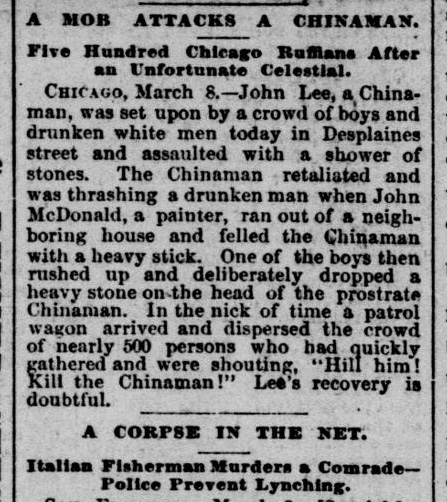 A MOB ATTACKS A CHINAMAN.
Five Hundred Chicago Ruffians After
an Unfortunate Celestial.
CHICAGO, March 8.—John Lee, a China-
man, was set upon by a crowd of boys and
drunken white men today in Desplaines
street and assaulted with a shower of
stones. The Chinaman retaliated and
was thrashing a drunken man when John
McDonald, a painter, ran out of a neigh-
boring house and felled the Chinaman
with a heavy stick. One of the boys then
rushed up and deliberately dropped a
heavy stone on the head of the prostrate
Chinaman. In the nick of time a patrol
wagon arrived and dispersed the crowd
of nearly 500 persons who had quickly
gathered and were shouting, "Hill him!
Kill the Chinaman!" Lee's recovery is
doubtful.
A CORPSE IN THE NET.
Italian Fisherman Murders a Comrade—
Police Prevent Lynching.